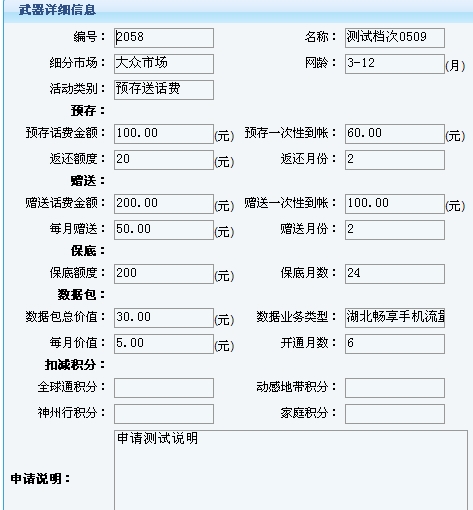 武器详细信息
编号： 2058 名称： 测试档次0509
细分市场： 大众市场 网龄： 3-12 (月)
活动类别： 预存送话费
预存：
预存话费金额： 100.00 (元) 预存一次性到帐： 60.00 (元)
返还额度： 20 (元) 返还月份： 2
赠送：
赠送话费金额： 200.00 (元) 赠送一次性到帐： 100.00 (元)
每月赠送： 50.00 (元) 赠送月份： 2
保底：
保底额度： 200 (元) 保底月数： 24
数据包：
数据包总价值： 30.00 (元) 数据业务类型： 湖北畅享手机流量
每月价值： 5.00 (元) 开通月数： 6
扣减积分：
全球通积分： 动感地带积分：
神州行积分： 家庭积分：
申请测试说明
申请说明：